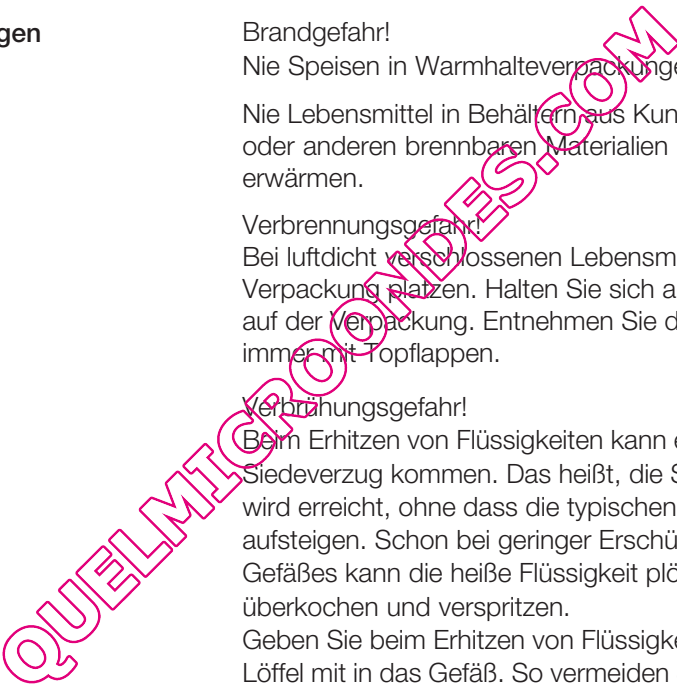 gen
Brandgefahr!
Nie Speisen in Warmhalteverpackunge
Nie Lebensmittel in Behältern aus Kun
oder anderen brennbaren Materialien
erwärmen.
Verbrennungsgefahr!
Bei luftdicht verschlossenen Lebensm
Verpackung platzen. Halten Sie sich a
auf der Verpackung. Entnehmen Sie d
immer mit Topflappen.
Verbrühungsgefahr!
Beim Erhitzen von Flüssigkeiten kann e
Siedeverzug kommen. Das heißt, die S
wird erreicht, ohne dass die typischen
aufsteigen. Schon bei geringer Erschü
Gefäßes kann die heiße Flüssigkeit plö
überkochen und verspritzen.
Geben Sie beim Erhitzen von Flüssigke
Löffel mit in das Gefäß. So vermeiden
QUELMICROONDES.COM